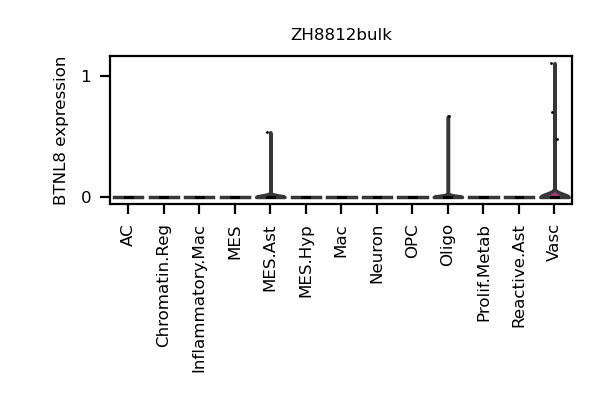 ZH8812bulk
BTNL8 expression
1
0
AC
Chromatin.Reg
Inflammatory.Mac
MES
MES.Ast
MES.Hyp
Mac
Neuron
OPC
Oligo
Prolif.Metab
Reactive.Ast
Vasc